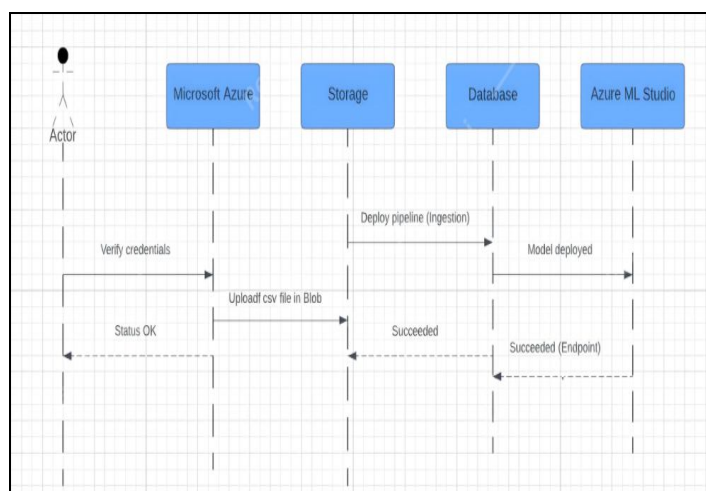 Microsoft Azure
Storage
Database
Azure ML Studio
Actor
Deploy pipeline (Ingestion)
Verify credentials
Model deployed
Uploadf csv file in Blob
Status OK
Succeeded
Succeeded (Endpoint)